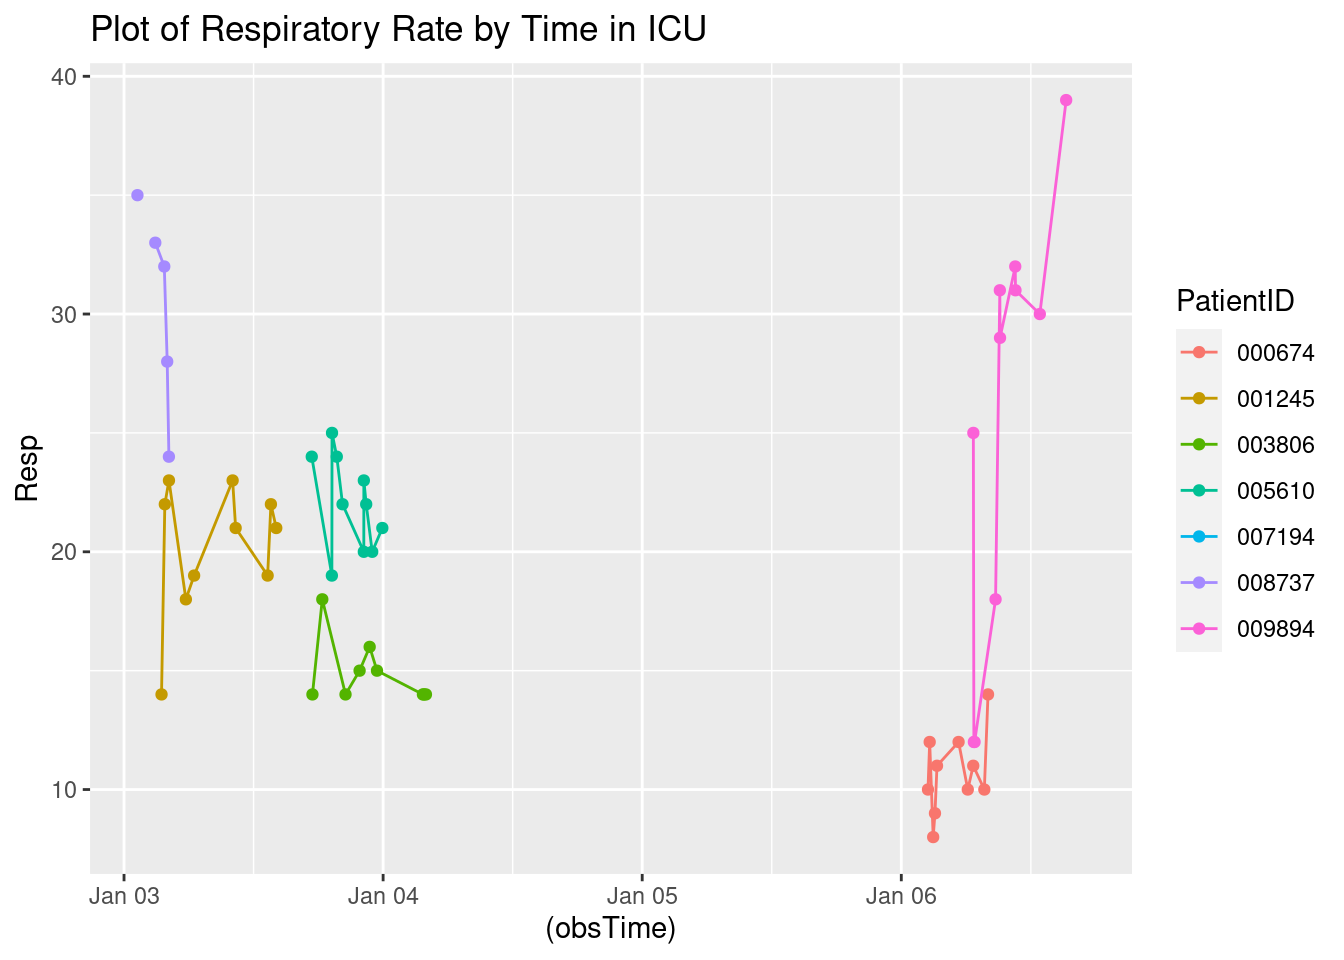 Plot of Respiratory Rate by Time in ICU
40
30
20
10
Resp
Jan 03
Jan 04
Jan 05
Jan 06
(obsTime)
PatientID
000674
001245
003806
005610
007194
008737
009894